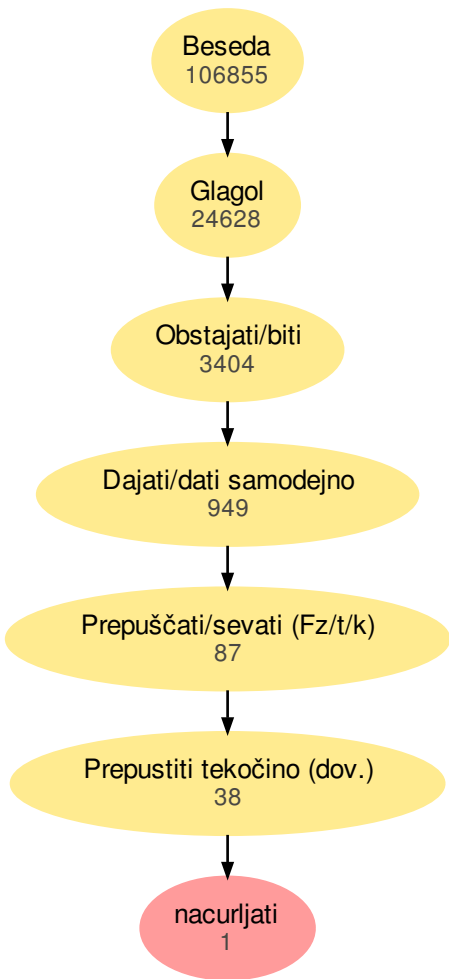 Beseda
106855
Glagol
24628
Obstajati/biti
3404
Dajati/dati samodejno
949
Prepuščati/sevati (Fz/t/k)
87
Prepustiti tekočino (dov.)
38
nacurljati
1